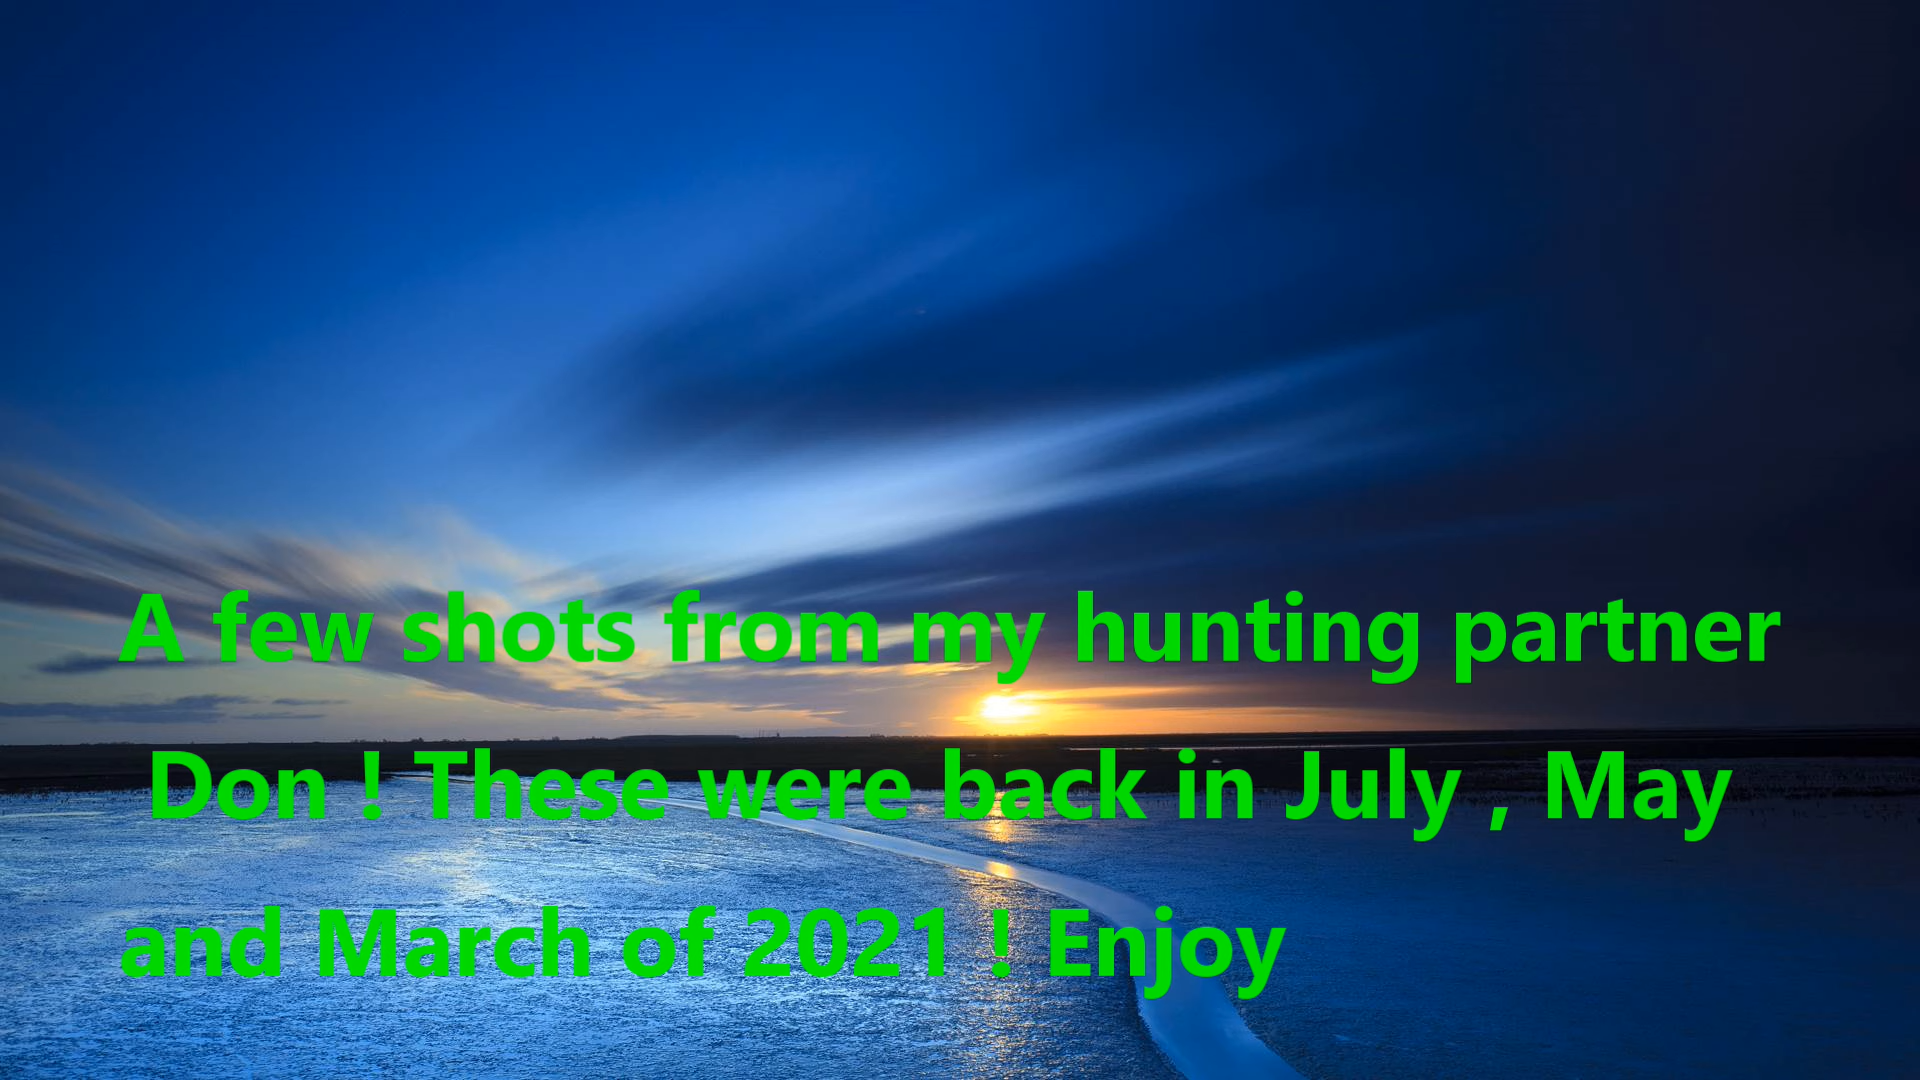 A few shots from my hunting partner
Don ! These were back in July , May
and March of 2021 ! Enjoy